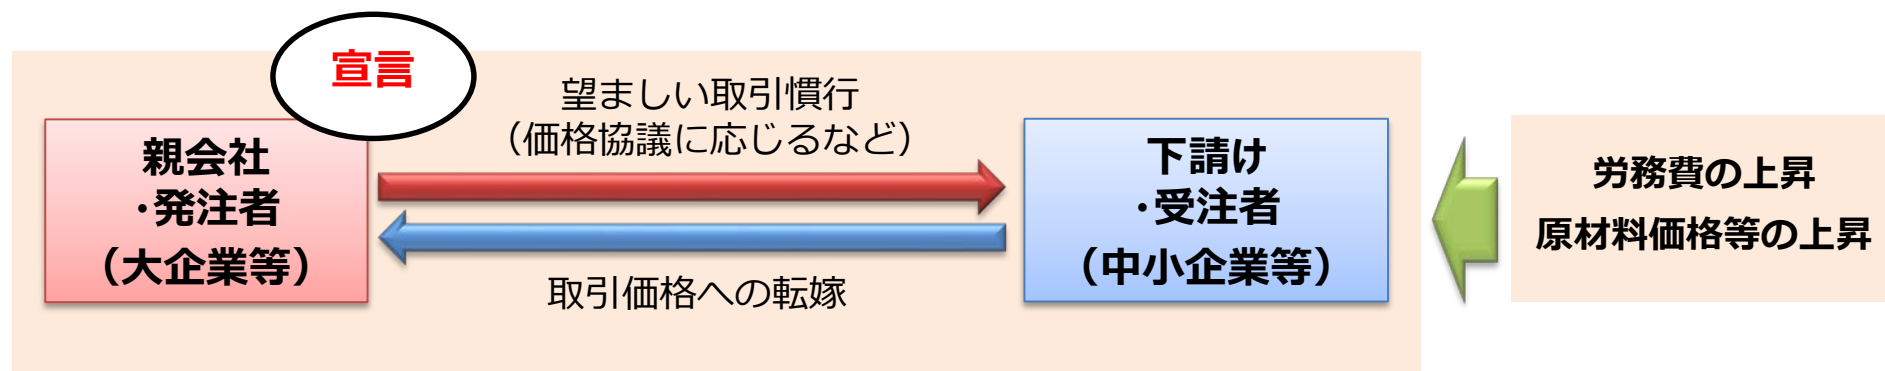 宣言
望ましい取引慣行
（価格協議に応じるなど）
親会社
・発注者
（大企業等）
下請け
・受注者
（中小企業等）
取引価格への転嫁
労務費の上昇
原材料価格等の上昇